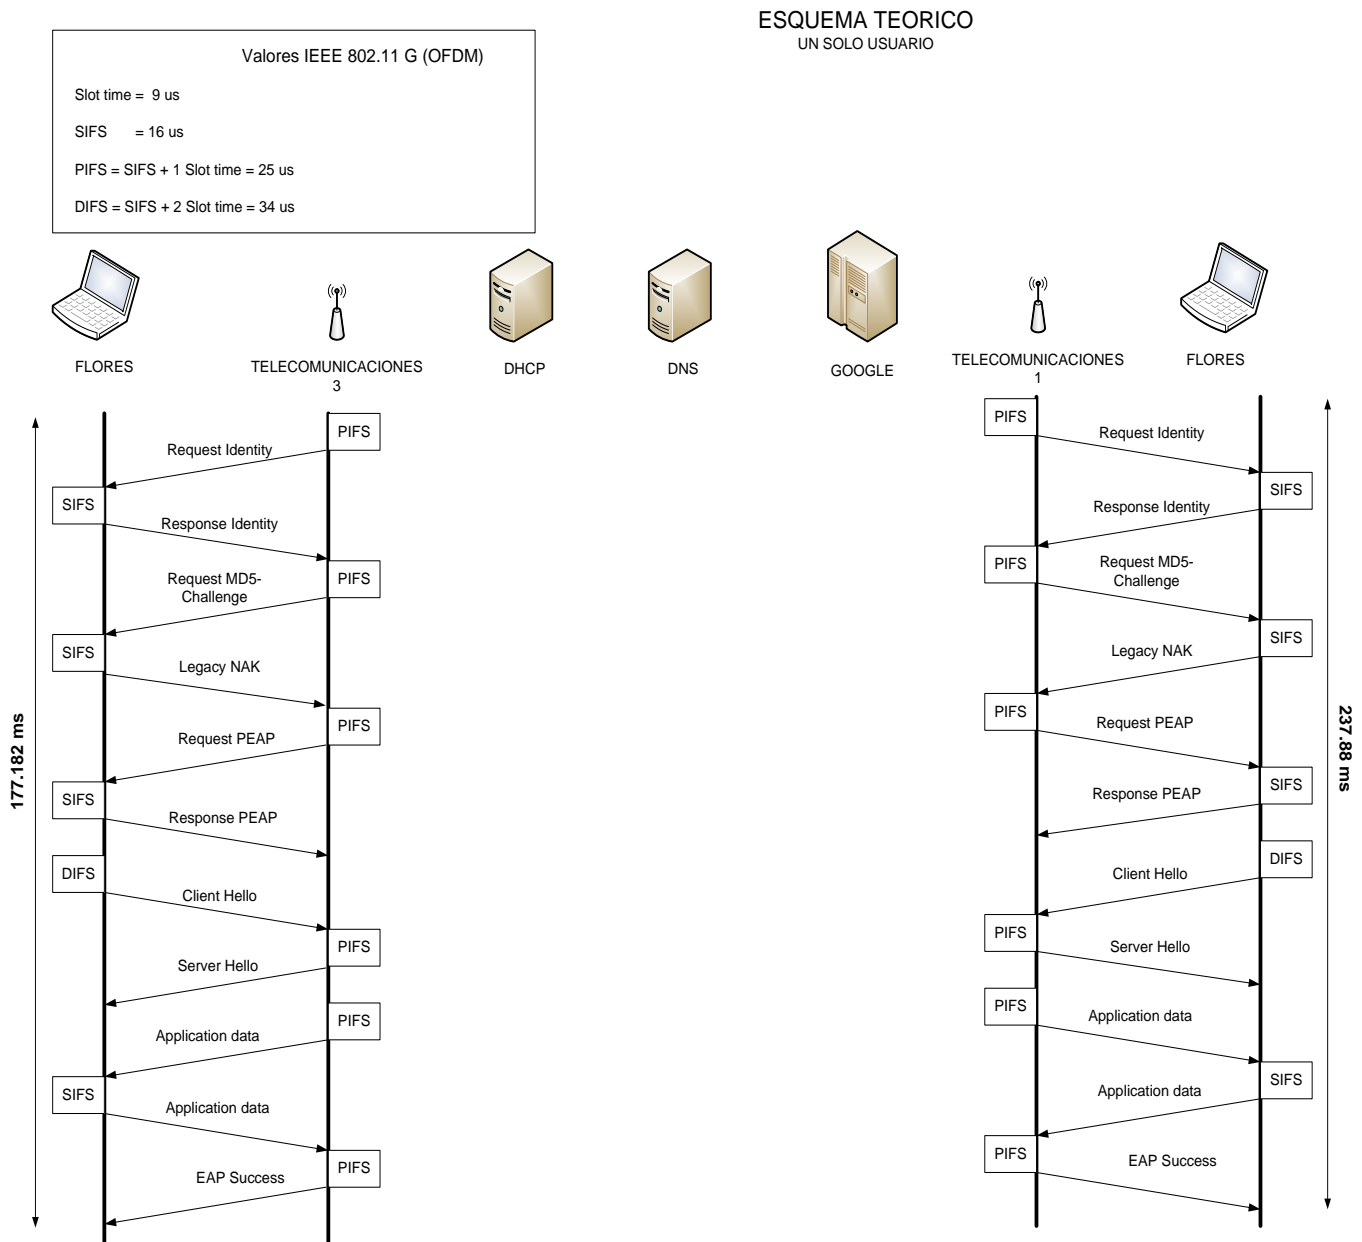 ESQUEMA TEORICO
UN SOLO USUARIO
Valores IEEE 802.11 G (OFDM)
Slot time = 9 us
SIFS = 16 us
PIFS = SIFS + 1 Slot time = 25 us
DIFS = SIFS + 2 Slot time = 34 us
FLORES
TELECOMUNICACIONES
3
DHCP
DNS
GOOGLE
TELECOMUNICACIONES
1
FLORES
177.182 ms
PIFS
Request Identity
SIFS
Response Identity
PIFS
Request MD5-
Challenge
SIFS
Legacy NAK
PIFS
Request PEAP
SIFS
Response PEAP
DIFS
Client Hello
PIFS
Server Hello
PIFS
Application data
SIFS
Application data
PIFS
EAP Success
PIFS
Request Identity
SIFS
Response Identity
PIFS
Request MD5-
Challenge
SIFS
Legacy NAK
PIFS
Request PEAP
SIFS
Response PEAP
DIFS
Client Hello
PIFS
Server Hello
PIFS
Application data
SIFS
Application data
PIFS
EAP Success
237.88 ms